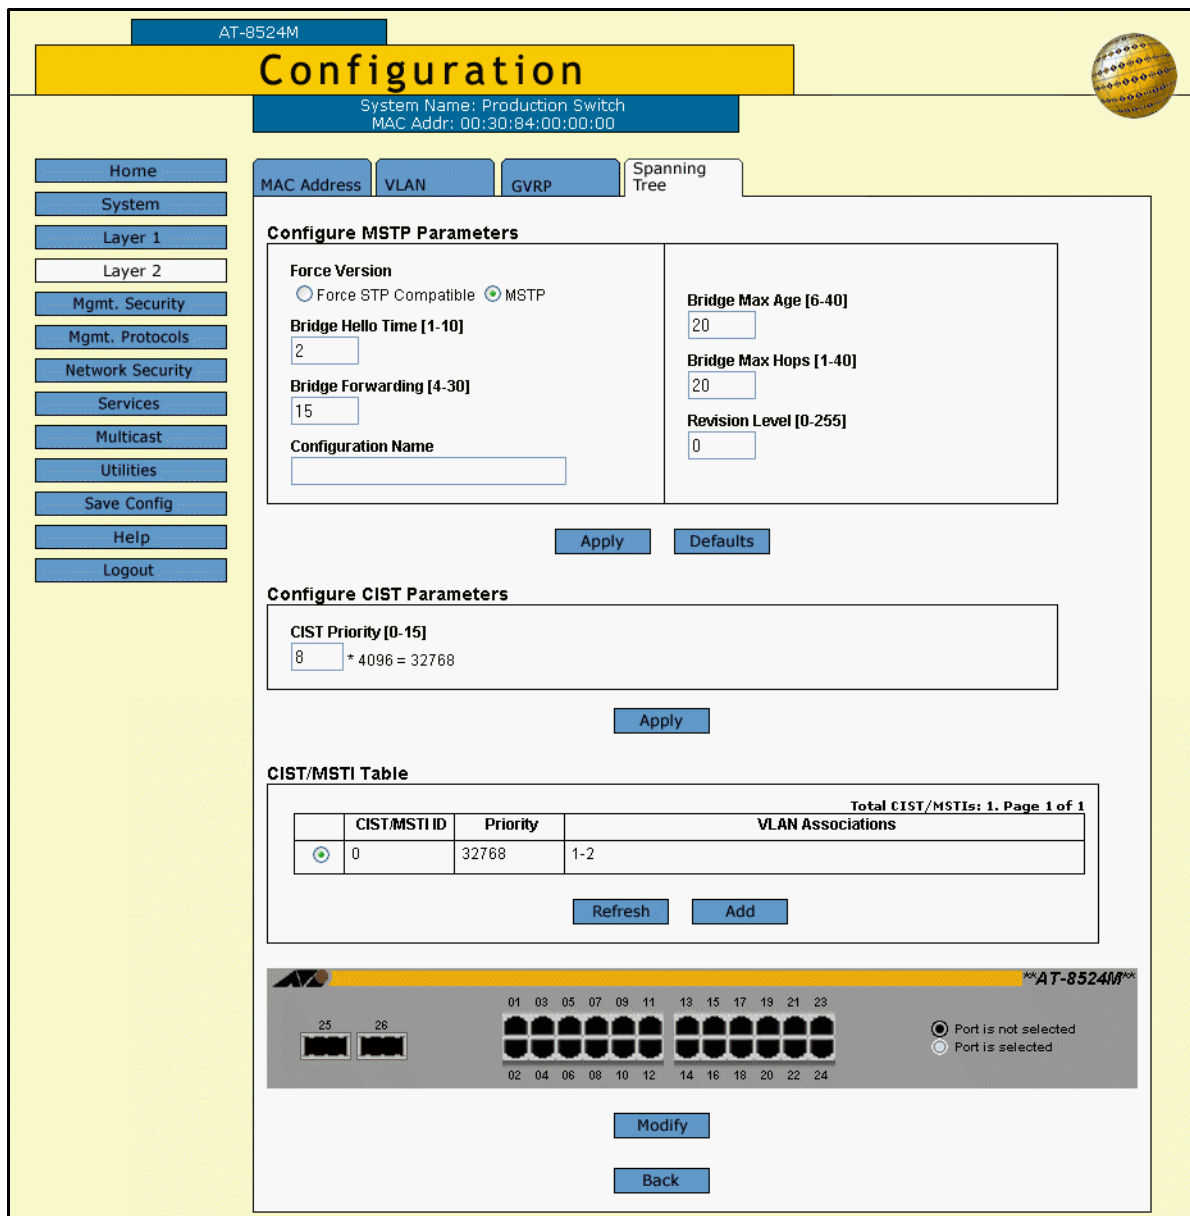 AT-8524M
Configuration
System Name: Production Switch
MAC Addr: 00:30:84:00:00:00
Home
System
Layer 1
Layer 2
Mgmt. Security
Mgmt. Protocols
Network Security
Services
Multicast
Utilities
Save Config
Help
Logout
MAC Address
VLAN
GVRP
Spanning
Tree
Configure MSTP Parameters
Force Version
Force STP Compatible
MSTP
Bridge Hello Time [1-10]
2
Bridge Forwarding [4-30]
15
Configuration Name
Bridge Max Age [6-40]
20
Bridge Max Hops [1-40]
20
Revision Level [0-255]
0
Apply
Defaults
Configure CIST Parameters
CIST Priority [0-15]
8 * 4096 = 32768
Apply
CIST/MSTI Table
Total CIST/MSTIs: 1. Page 1 of 1
CIST/MSTI ID Priority VLAN Associations
0 32768 1-2
Refresh
Add
**AT-8524M**
01 03 05 07 09 11 13 15 17 19 21 23
25 26
Port is not selected
Port is selected
02 04 06 08 10 12 14 16 18 20 22 24
Modify
Back